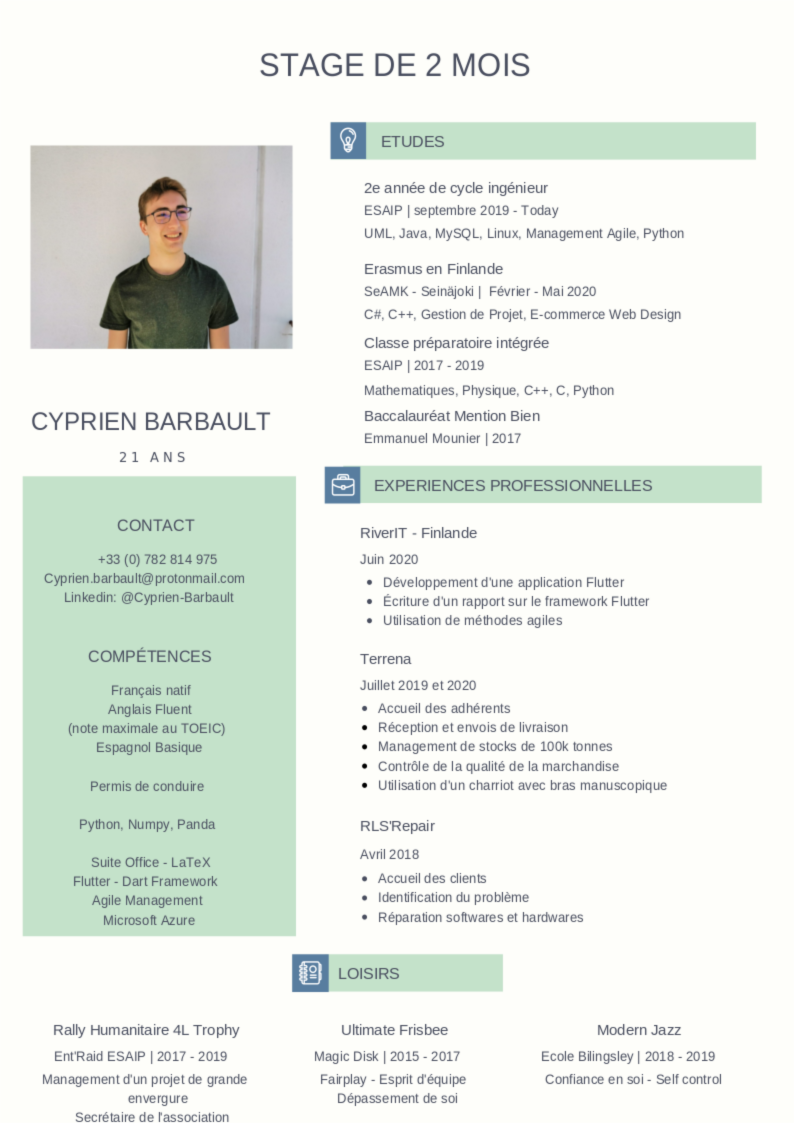 STAGE DE 2 MOIS
ETUDES
2e année de cycle ingénieur
ESAIP | septembre 2019 - Today
UML, Java, MySQL, Linux, Management Agile, Python
Erasmus en Finlande
SeAMK - Seinäjoki | Février - Mai 2020
C#, C++, Gestion de Projet, E-commerce Web Design
Classe préparatoire intégrée
ESAIP | 2017 - 2019
Mathematiques, Physique, C++, C, Python
Baccalauréat Mention Bien
Emmanuel Mounier | 2017
CYPRIEN BARBAULT
21 ANS
CONTACT
+33 (0) 782 814 975
Cyprien.barbault@protonmail.com
Linkedin: @Cyprien-Barbault
COMPÉTENCES
Français natif
Anglais Fluent
(note maximale au TOEIC)
Espagnol Basique
Permis de conduire
Python, Numpy, Panda
Suite Office - LaTeX
Flutter - Dart Framework
Agile Management
Microsoft Azure
EXPERIENCES PROFESSIONNELLES
RiverIT - Finlande
Juin 2020
• Développement d'une application Flutter
• Écriture d'un rapport sur le framework Flutter
• Utilisation de méthodes agiles
Terrena
Juillet 2019 et 2020
• Accueil des adhérents
• Réception et envois de livraison
• Management de stocks de 100k tonnes
• Contrôle de la qualité de la marchandise
• Utilisation d'un charriot avec bras manuscopique
RLS'Repair
Avril 2018
• Accueil des clients
• Identification du problème
• Réparation softwares et hardwares
LOISIRS
Rally Humanitaire 4L Trophy
Ent'Raid ESAIP | 2017 - 2019
Management d'un projet de grande
envergure
Secrétaire de l'association
Ultimate Frisbee
Magic Disk | 2015 - 2017
Fairplay - Esprit d'équipe
Dépassement de soi
Modern Jazz
Ecole Bilingsley | 2018 - 2019
Confiance en soi - Self control